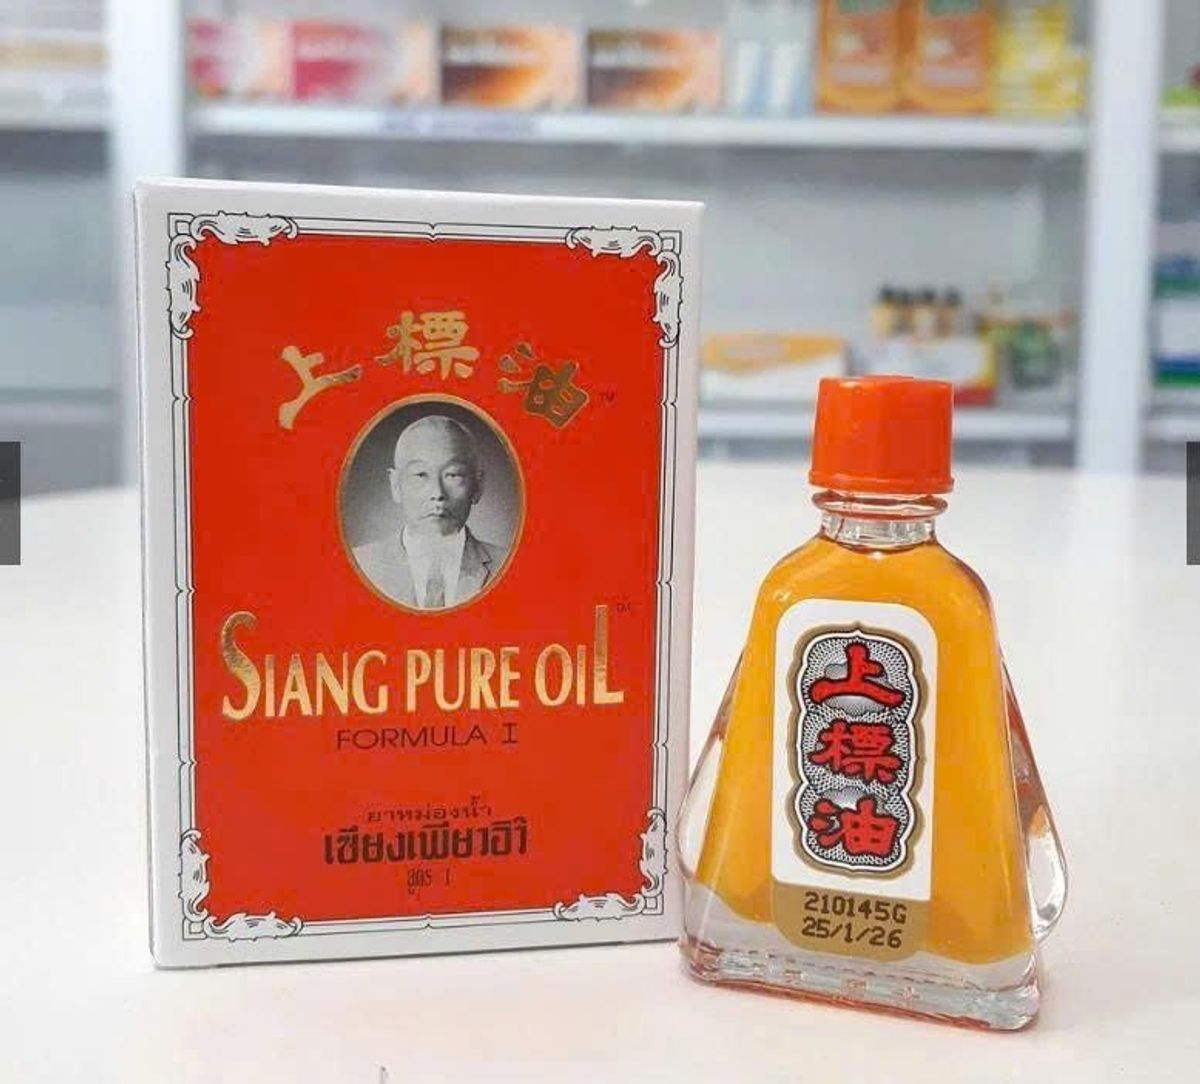 上標油™
SIANG PURE OIL™
FORMULA I
ยาหม่องน้ำ
เซียงเพียวอิ๊ว
สูตร 1
上
標
油
210145G
25/1/26